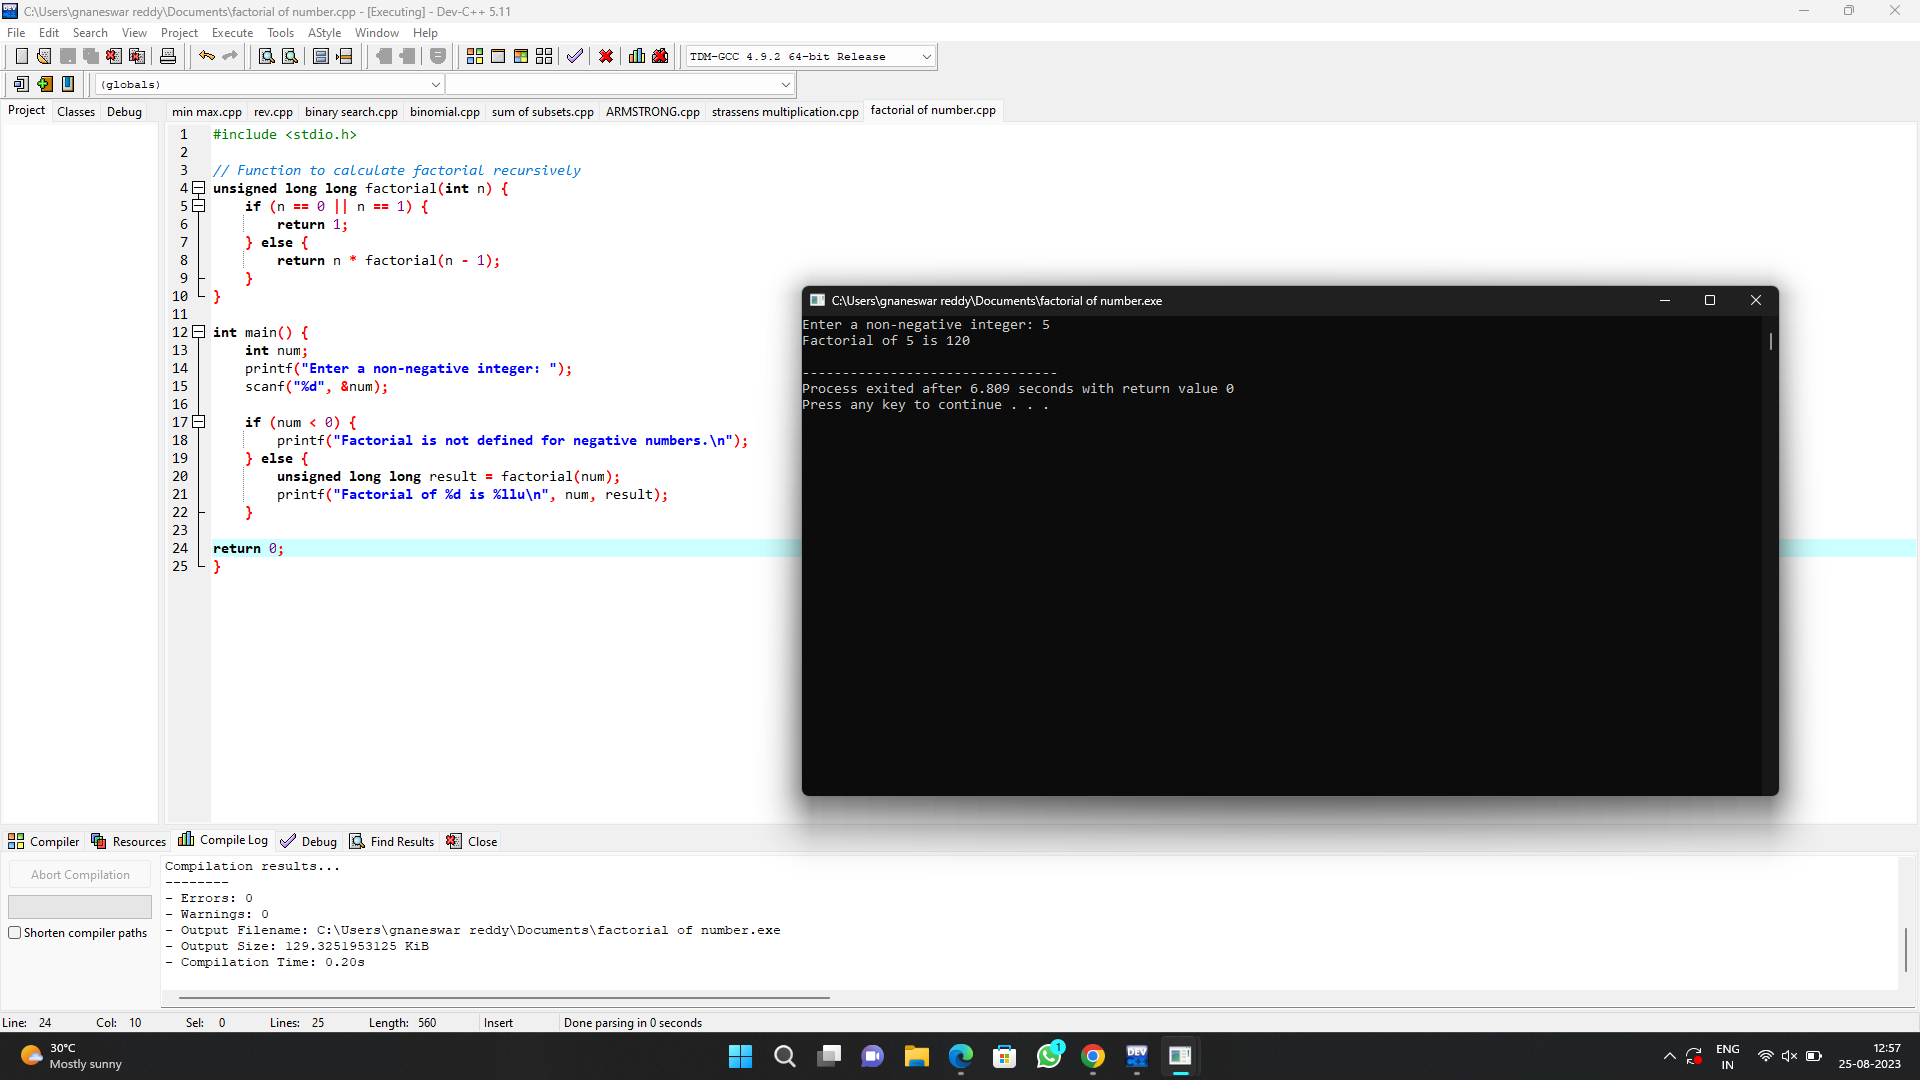 C:\Users\gnaneswar reddy\Documents\factorial of number.cpp - [Executing] - Dev-C++ 5.11
File Edit Search View Project Execute Tools AStyle Window Help
TDM-GCC 4.9.2 64-bit Release
(globals)
Project Classes Debug
min max.cpp rev.cpp binary search.cpp binomial.cpp sum of subsets.cpp ARMSTRONG.cpp strassens multiplication.cpp factorial of number.cpp
1 #include <stdio.h>
2
3 // Function to calculate factorial recursively
4 unsigned long long factorial(int n) {
5     if (n == 0 || n == 1) {
6         return 1;
7     } else {
8         return n * factorial(n - 1);
9     }
10 }
11
12 int main() {
13     int num;
14     printf("Enter a non-negative integer: ");
15     scanf("%d", &num);
16
17     if (num < 0) {
18         printf("Factorial is not defined for negative numbers.\n");
19     } else {
20         unsigned long long result = factorial(num);
21         printf("Factorial of %d is %llu\n", num, result);
22     }
23
24 return 0;
25 }
C:\Users\gnaneswar reddy\Documents\factorial of number.exe
Enter a non-negative integer: 5
Factorial of 5 is 120
--------------------------------
Process exited after 6.809 seconds with return value 0
Press any key to continue . . .
Compiler Resources Compile Log Debug Find Results Close
Abort Compilation
Shorten compiler paths
Compilation results...
--------
- Errors: 0
- Warnings: 0
- Output Filename: C:\Users\gnaneswar reddy\Documents\factorial of number.exe
- Output Size: 129.3251953125 KiB
- Compilation Time: 0.20s
Line: 24 Col: 10 Sel: 0 Lines: 25 Length: 560 Insert Done parsing in 0 seconds
30°C
Mostly sunny
DEV
1
ENG
IN
12:57
25-08-2023